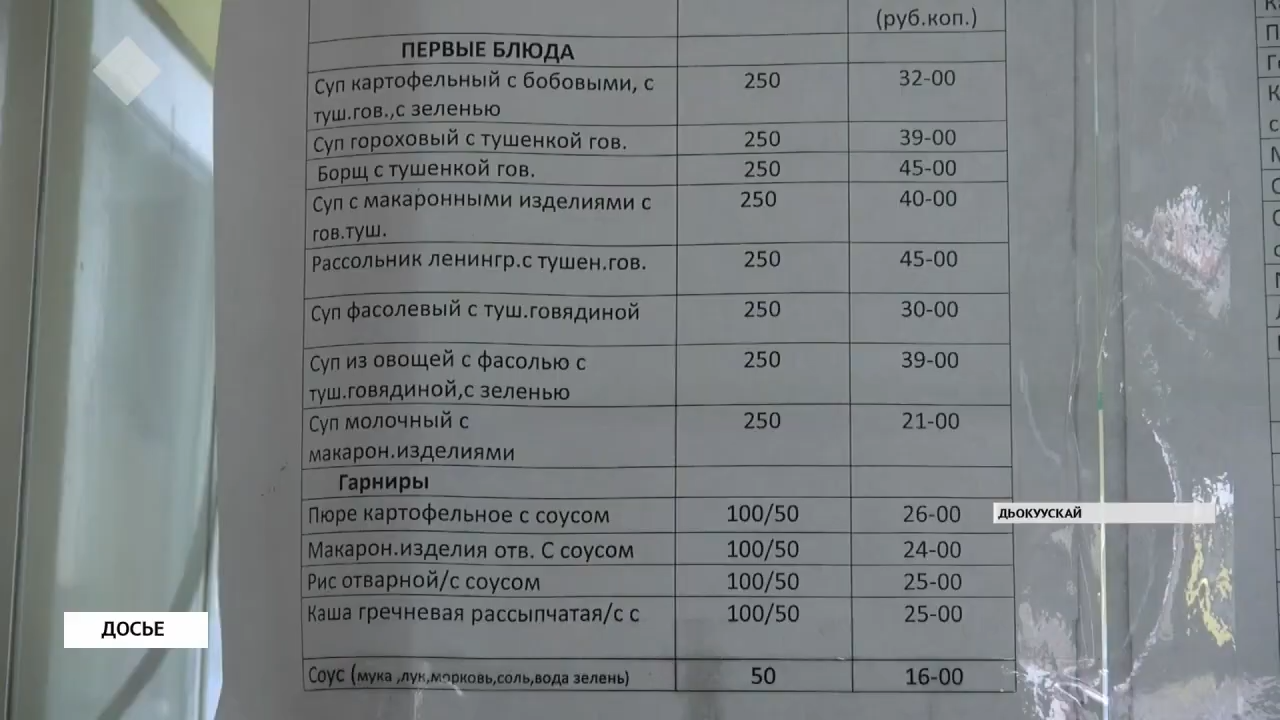 (руб.коп.)
ПЕРВЫЕ БЛЮДА
Суп картофельный с бобовыми, с
туш.гов.,с зеленью
250
32-00
Суп гороховый с тушенкой гов.
250
39-00
Борщ с тушенкой гов.
250
45-00
Суп с макаронными изделиями с
гов.туш.
250
40-00
Рассольник ленингр.с тушен.гов.
250
45-00
Суп фасолевый с туш.говядиной
250
30-00
Суп из овощей с фасолью с
туш.говядиной,с зеленью
250
39-00
Суп молочный с
макарон.изделиями
250
21-00
Гарниры
Пюре картофельное с соусом
100/50
26-00
Макарон.изделия отв. С соусом
100/50
24-00
Рис отварной/с соусом
100/50
25-00
Каша гречневая рассыпчатая/с с
100/50
25-00
Соус (мука ,лук,морковь,соль,вода зелень)
50
16-00
ДЬОКУУСКАЙ
ДОСЬЕ